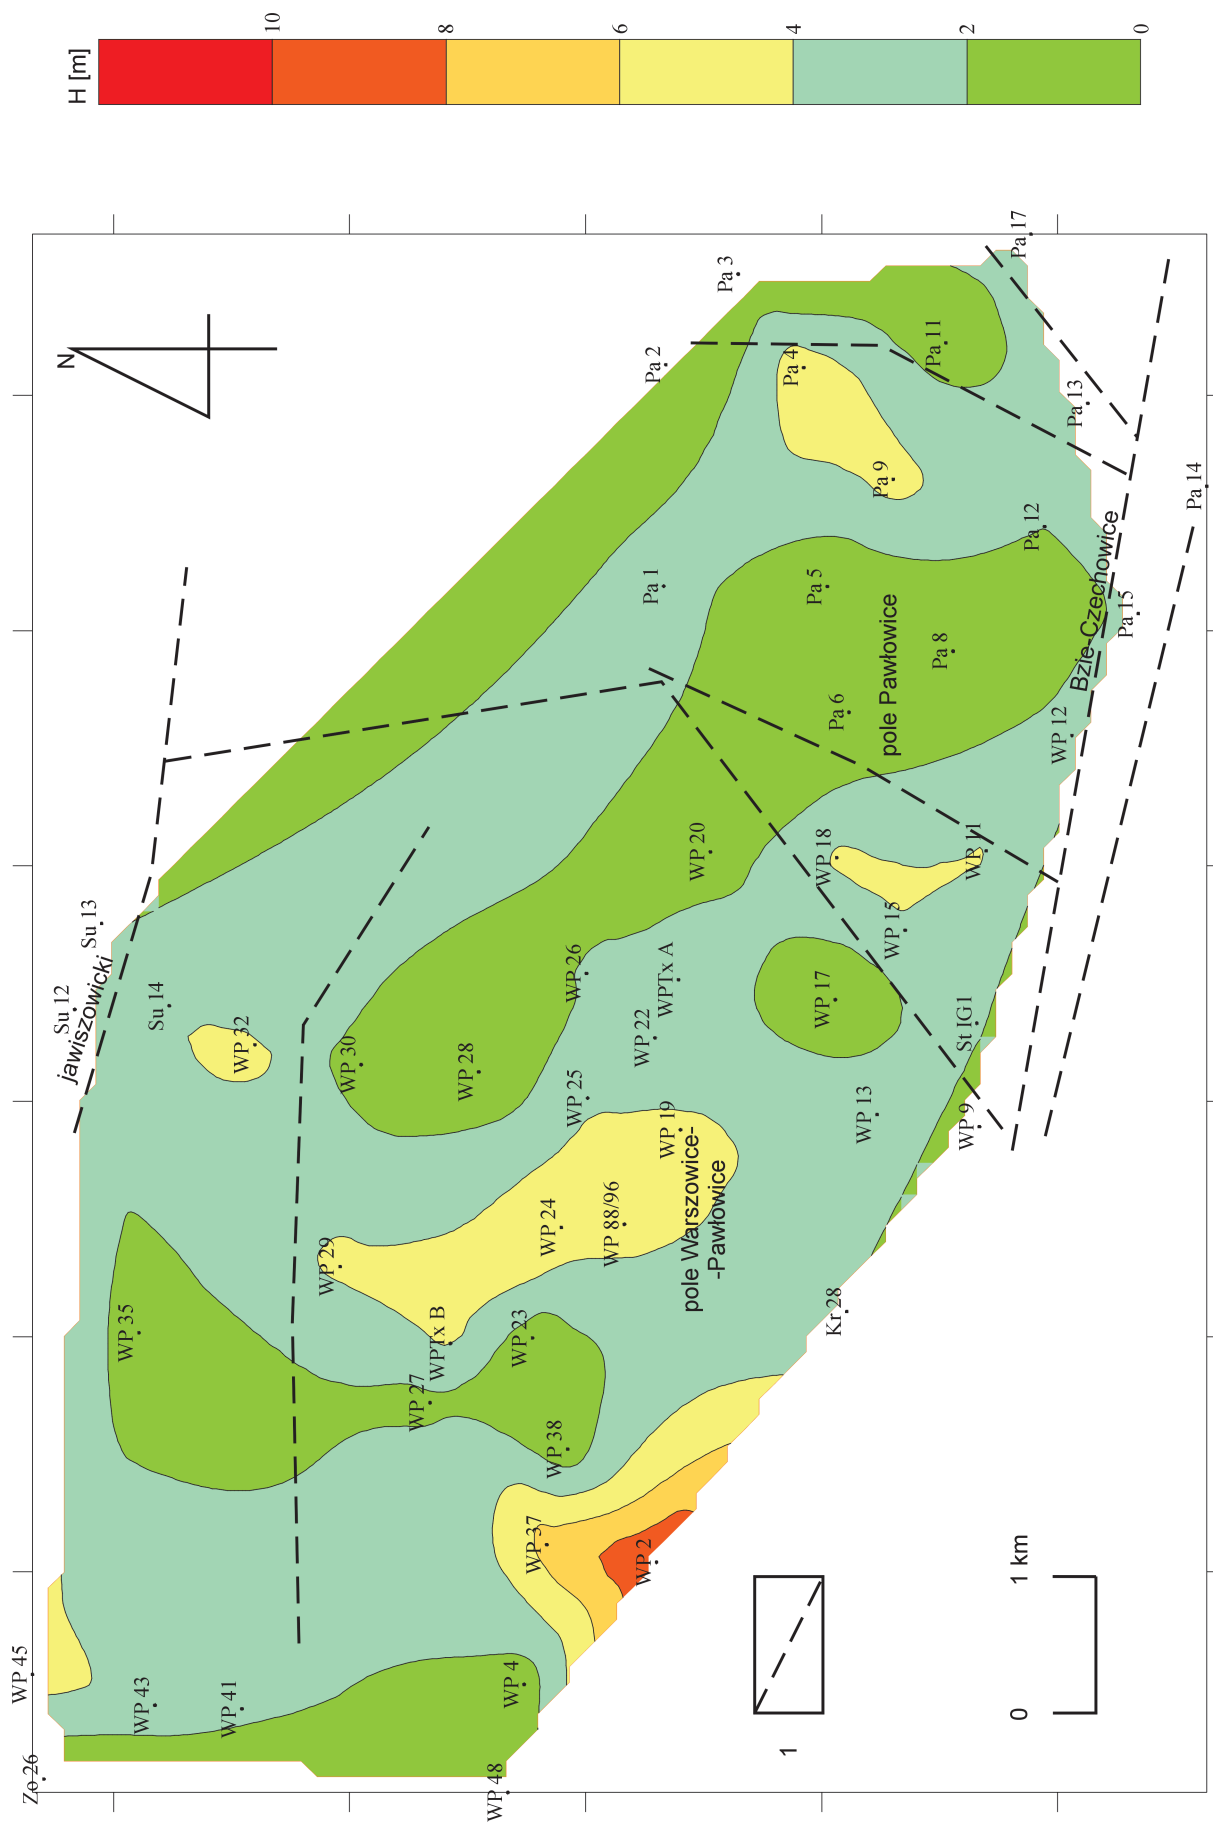 WP 45
Zo 26
Su 12
N
H [m]
jawiszowicki
Su 13
WP 35
WP 43
Su 14
WP 41
WP 32
10
WP 29
WP 30
WP 27
WPTx B
8
WP 28
WP 48
WP 4
WP 23
WP 37
WP 24
WP 38
WP 25
WP 26
WP 88/96
6
WP 2
WP 22
Pa 1
Pa 2
WP 19
WPTx A
pole Warszowice-
-Pawłowice
WP 20
Pa 3
1
Pa 4
4
Pa 5
WP 17
WP 18
Kr 28
Pa 6
WP 13
Pa 9
pole Pawłowice
WP 15
Pa 8
Pa 11
WP 9
St IG1
WP 11
2
0 1 km
Pa 17
Pa 12
WP 12
Pa 13
Bzie-Czechowice
Pa 15
0
Pa 14